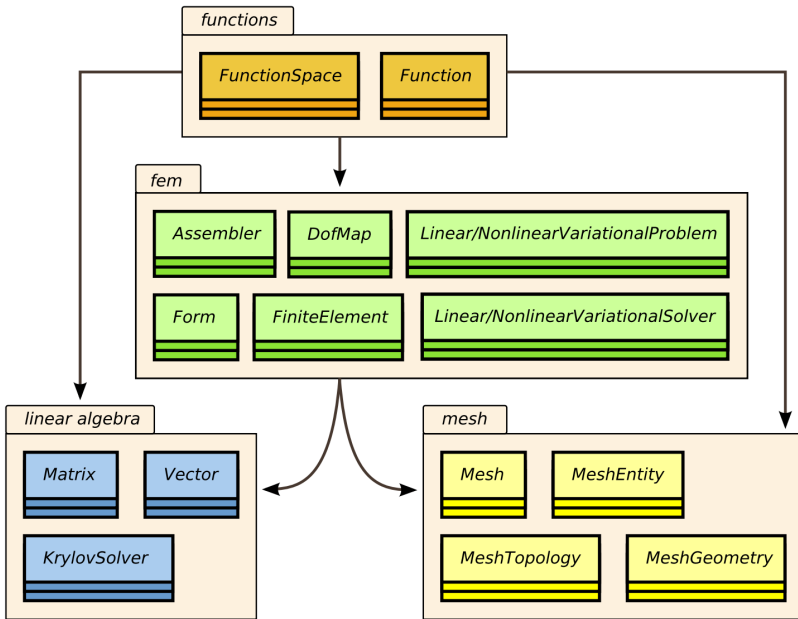 functions
FunctionSpace
Function
fem
Assembler
DofMap
Linear/NonlinearVariationalProblem
Form
FiniteElement
Linear/NonlinearVariationalSolver
linear algebra
Matrix
Vector
KrylovSolver
mesh
Mesh
MeshEntity
MeshTopology
MeshGeometry